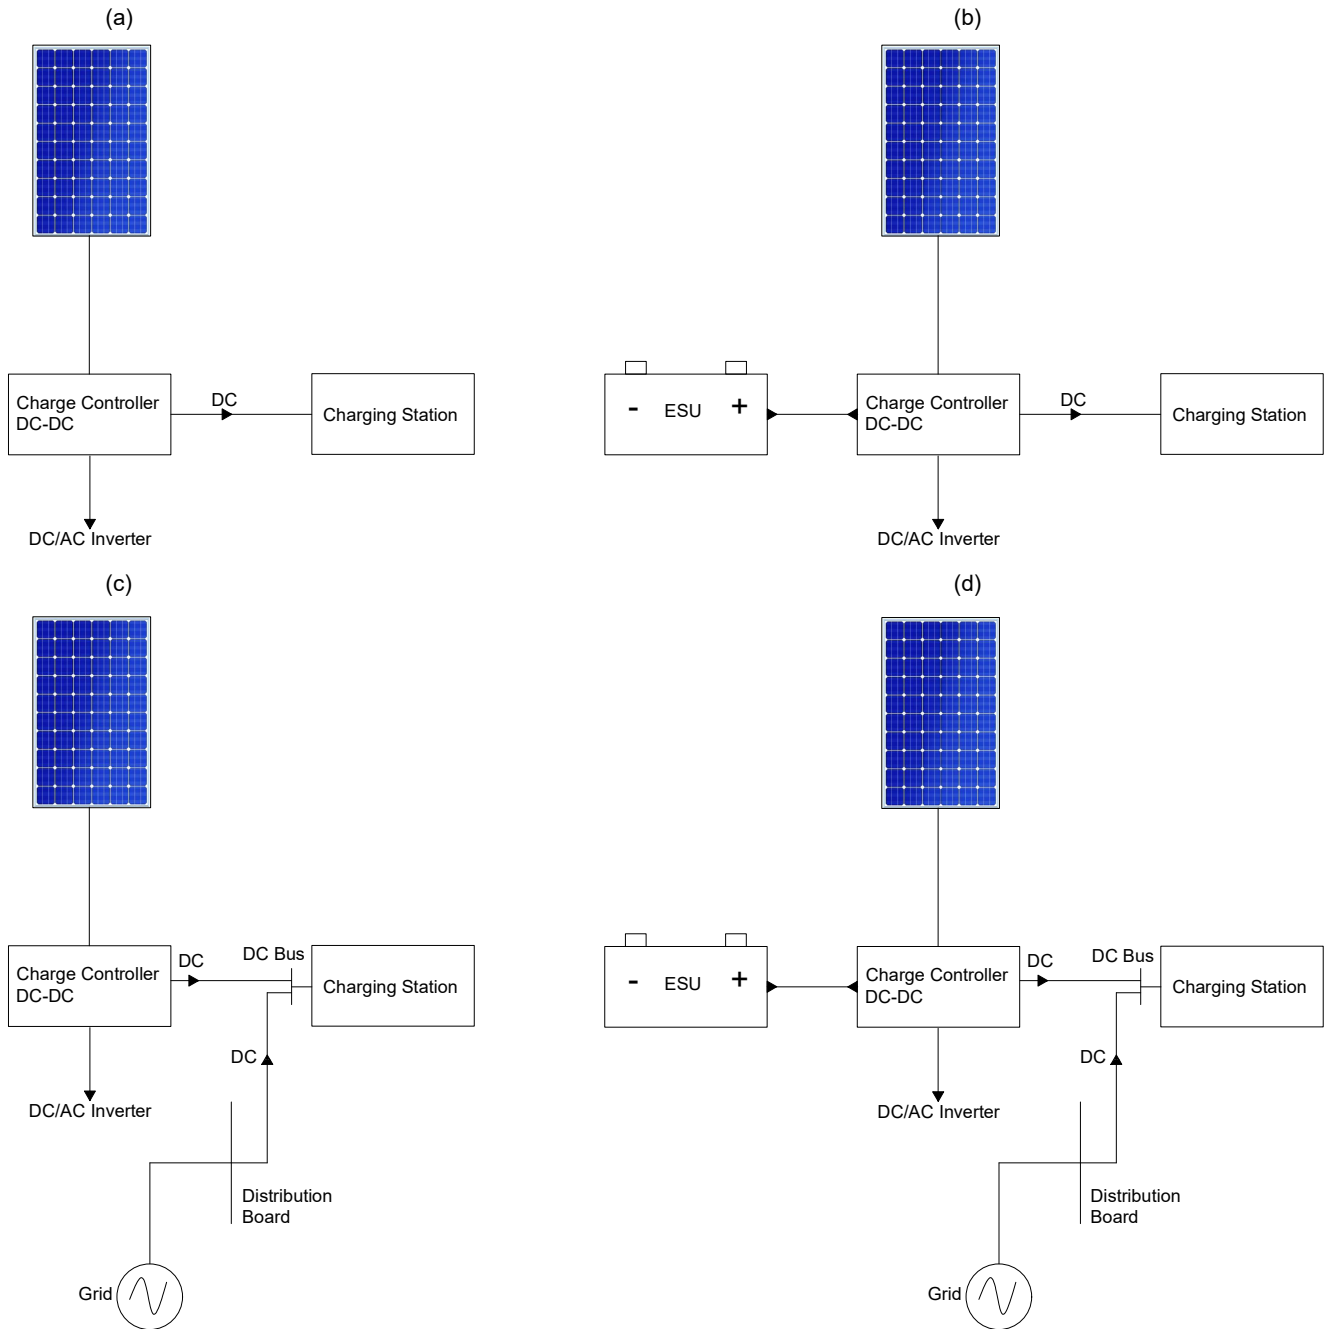 (a)
Charge Controller
DC-DC
DC
Charging Station
DC/AC Inverter
(b)
- ESU +
Charge Controller
DC-DC
DC
Charging Station
DC/AC Inverter
(c)
Charge Controller
DC-DC
DC
DC Bus
Charging Station
DC
DC/AC Inverter
Distribution
Board
Grid
(d)
- ESU +
Charge Controller
DC-DC
DC
DC Bus
Charging Station
DC
DC/AC Inverter
Distribution
Board
Grid